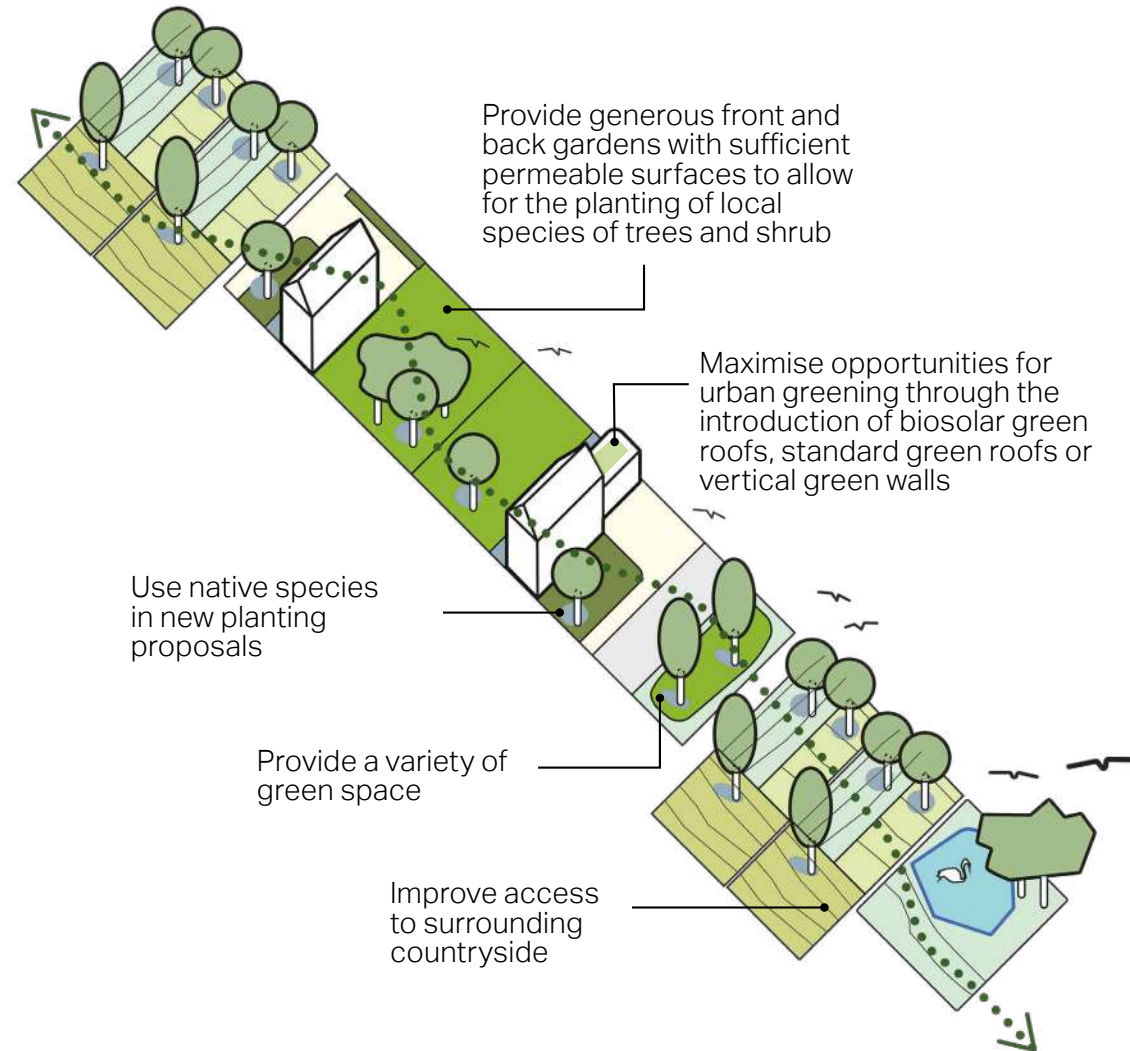 Provide generous front and
back gardens with sufficient
permeable surfaces to allow
for the planting of local
species of trees and shrub
Maximise opportunities for
urban greening through the
introduction of biosolar green
roofs, standard green roofs or
vertical green walls
Use native species
in new planting
proposals
Provide a variety of
green space
Improve access
to surrounding
countryside